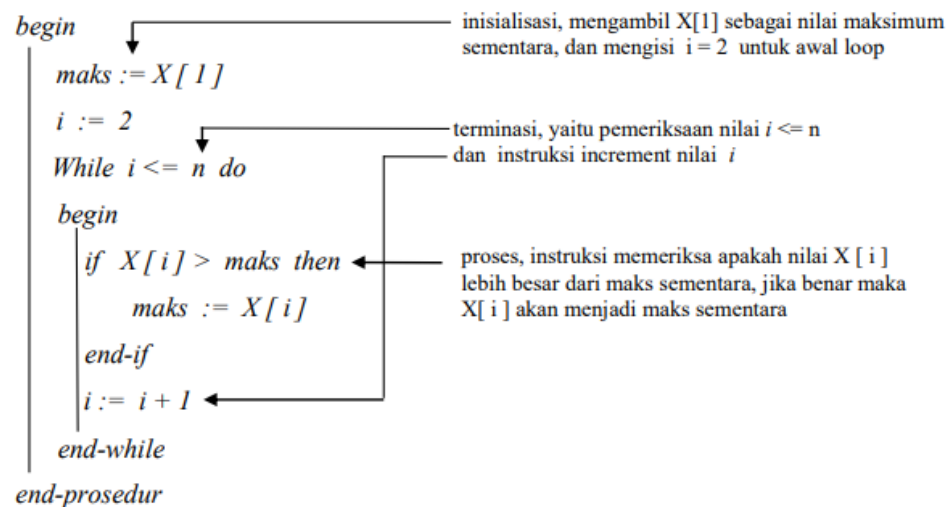 begin
maks := X [ 1 ]
i := 2
While i <= n do
begin
if X [ i ] > maks then
maks := X [ i ]
end-if
i := i + 1
end-while
end-prosedur
inisialisasi, mengambil X[1] sebagai nilai maksimum
sementara, dan mengisi i = 2 untuk awal loop
terminasi, yaitu pemeriksaan nilai i <= n
dan instruksi increment nilai i
proses, instruksi memeriksa apakah nilai X [ i ]
lebih besar dari maks sementara, jika benar maka
X[ i ] akan menjadi maks sementara